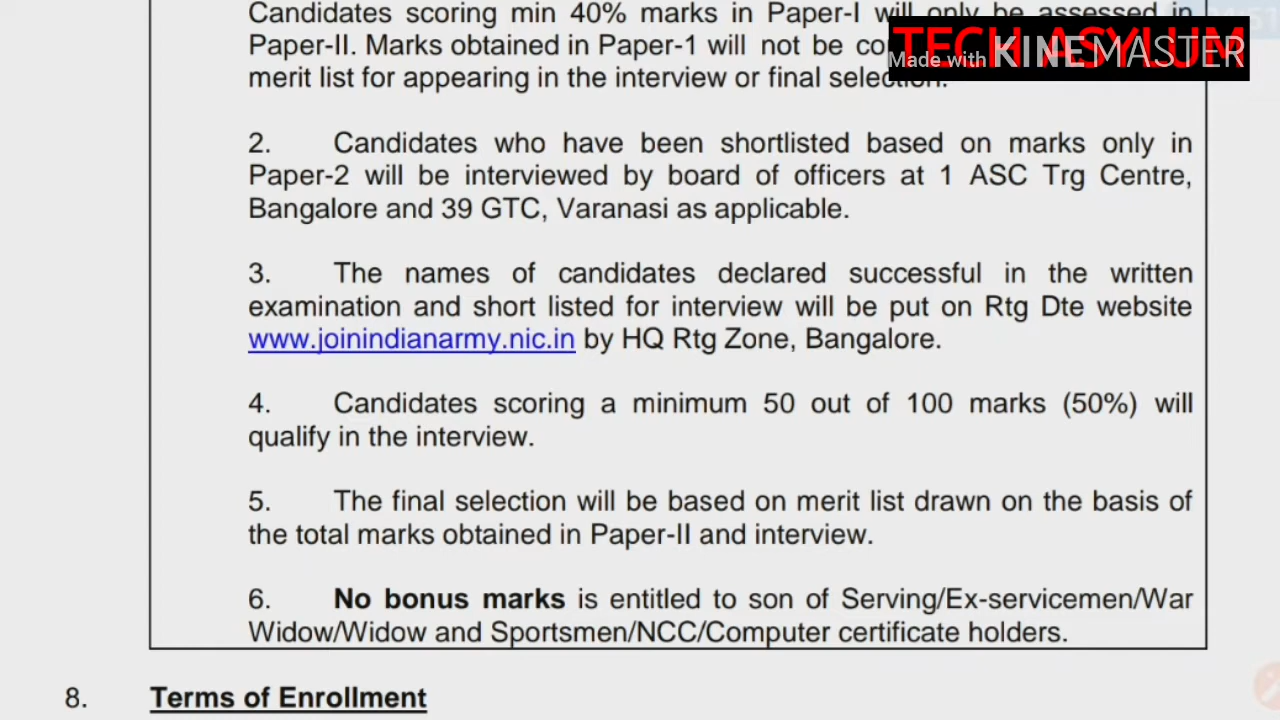 Candidates scoring min 40% marks in Paper-I will only be assessed in
Paper-II. Marks obtained in Paper-1 will not be
merit list for appearing in the interview or final selection.
TECH ASYLUM
Made with KINEMASTER
2. Candidates who have been shortlisted based on marks only in
Paper-2 will be interviewed by board of officers at 1 ASC Trg Centre,
Bangalore and 39 GTC, Varanasi as applicable.
3. The names of candidates declared successful in the written
examination and short listed for interview will be put on Rtg Dte website
www.joinindianarmy.nic.in by HQ Rtg Zone, Bangalore.
4. Candidates scoring a minimum 50 out of 100 marks (50%) will
qualify in the interview.
5. The final selection will be based on merit list drawn on the basis of
the total marks obtained in Paper-II and interview.
6. No bonus marks is entitled to son of Serving/Ex-servicemen/War
Widow/Widow and Sportsmen/NCC/Computer certificate holders.
8. Terms of Enrollment